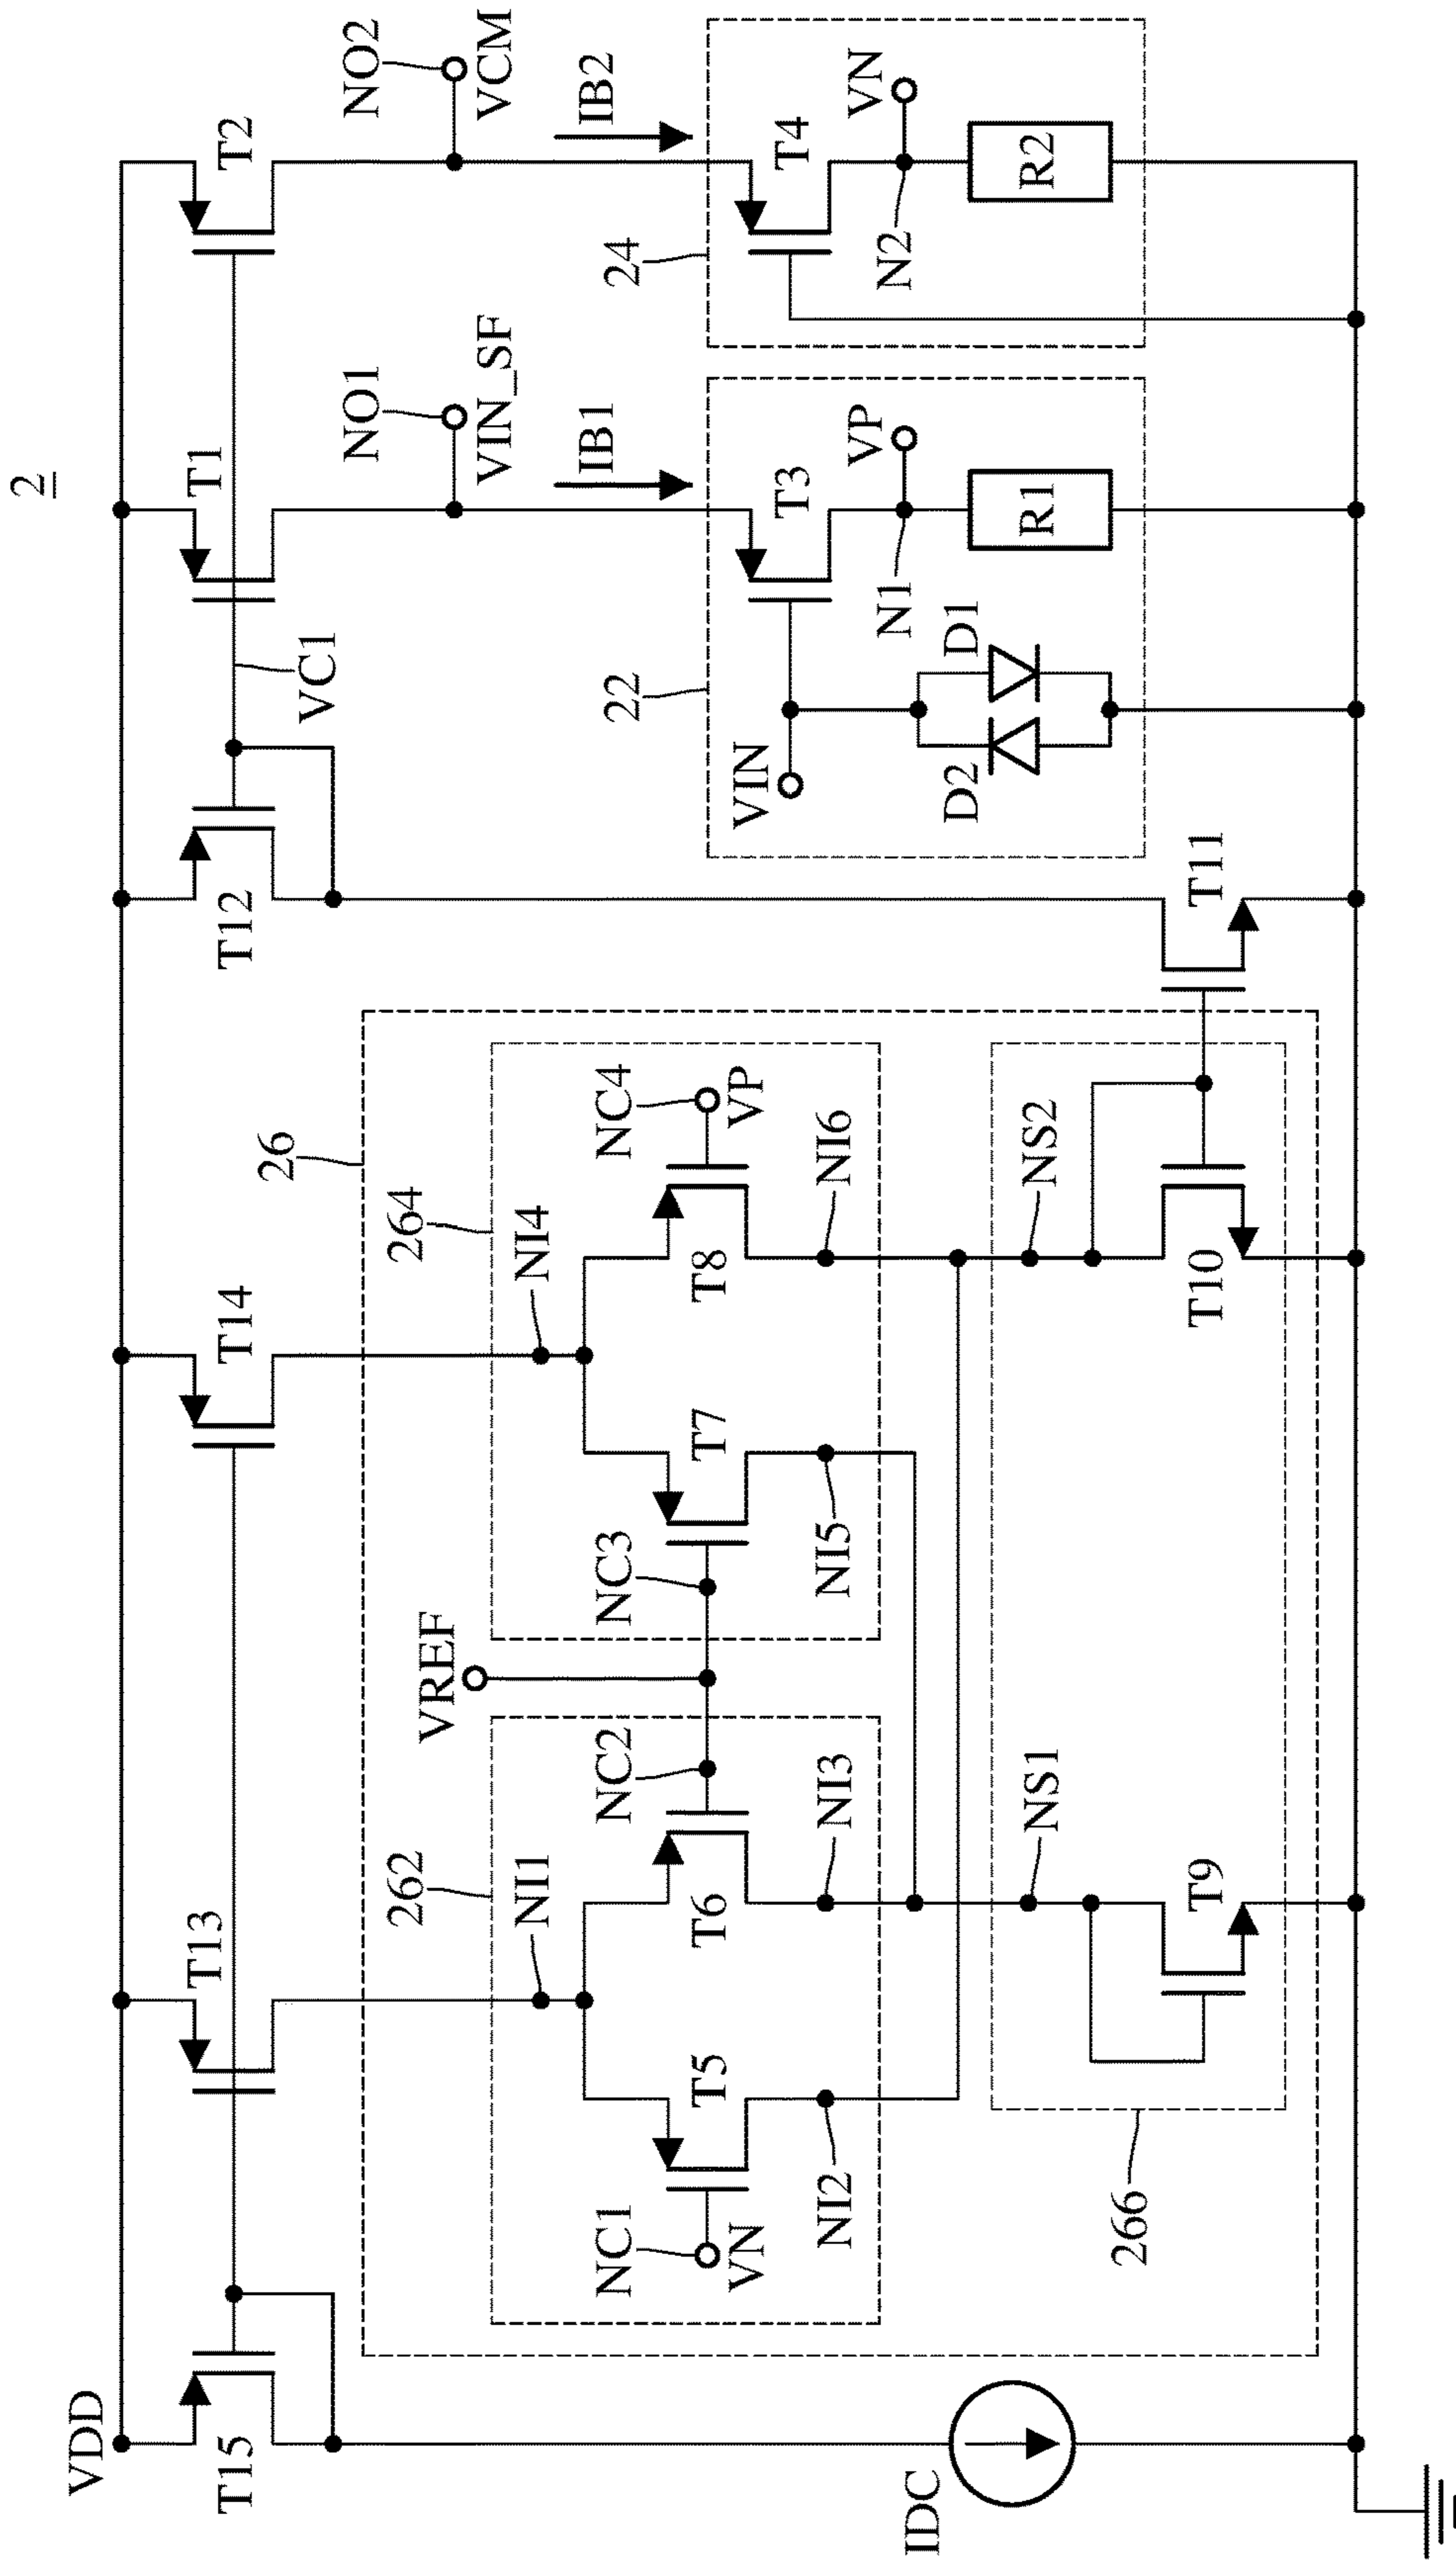 2
VDD
T15
T13
T14
T12
T1
T2
VC1
NO1
VIN_SF
NO2
VCM
IB1
IB2
26
262
264
VREF
NI1
NI4
NC1
VN
T5
T6
NC2
NC3
T7
T8
NC4
VP
NI2
NI3
NI5
NI6
22
VIN
T3
VP
N1
D2
D1
R1
24
T4
VN
N2
R2
IDC
NS1
NS2
T9
T10
T11
266